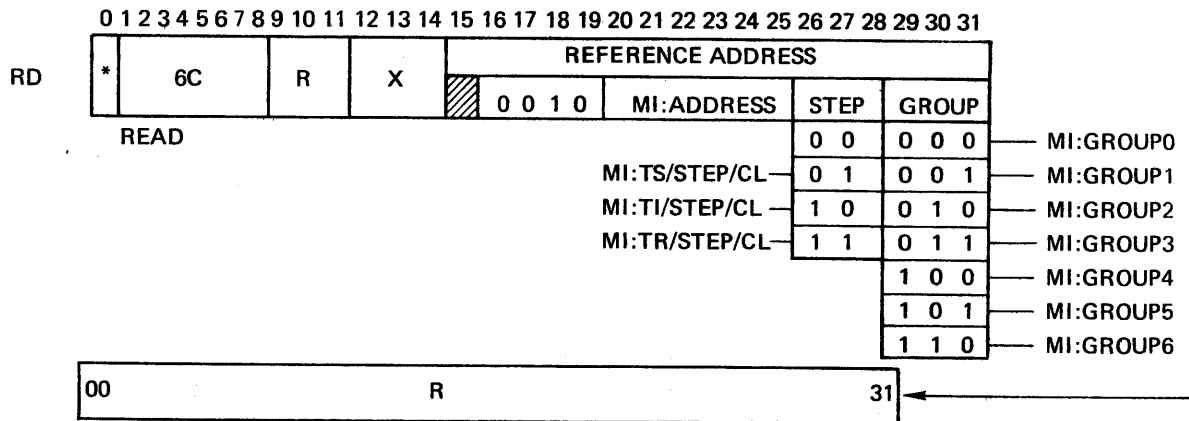 0 1 2 3 4 5 6 7 8 9 10 11 12 13 14 15 16 17 18 19 20 21 22 23 24 25 26 27 28 29 30 31
REFERENCE ADDRESS
RD * 6C R X
0 0 1 0 MI:ADDRESS STEP GROUP
READ 0 0 0 0 0 MI:GROUP0
MI:TS/STEP/CL 0 1 0 0 1 MI:GROUP1
MI:TI/STEP/CL 1 0 0 1 0 MI:GROUP2
MI:TR/STEP/CL 1 1 0 1 1 MI:GROUP3
1 0 0 MI:GROUP4
1 0 1 MI:GROUP5
1 1 0 MI:GROUP6
00 R 31